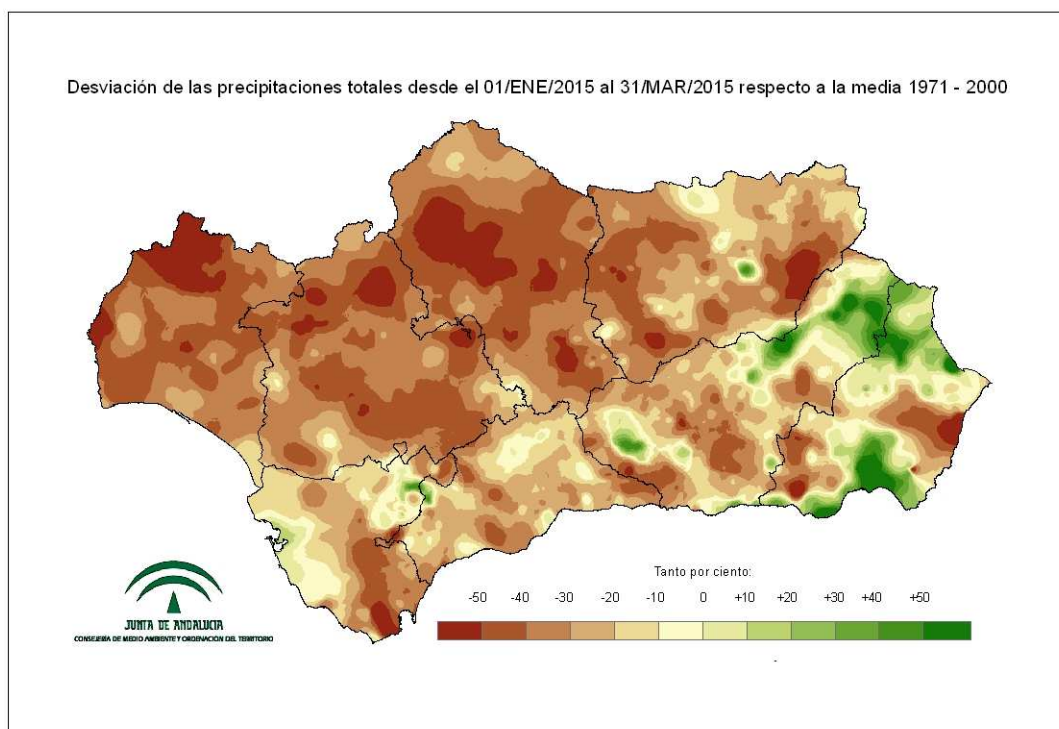 Desviación de las precipitaciones totales desde el 01/ENE/2015 al 31/MAR/2015 respecto a la media 1971 - 2000
Tanto por ciento:
-50 -40 -30 -20 -10 0 +10 +20 +30 +40 +50
JUNTA DE ANDALUCIA
CONSEJERÍA DE MEDIO AMBIENTE Y ORDENACIÓN DEL TERRITORIO